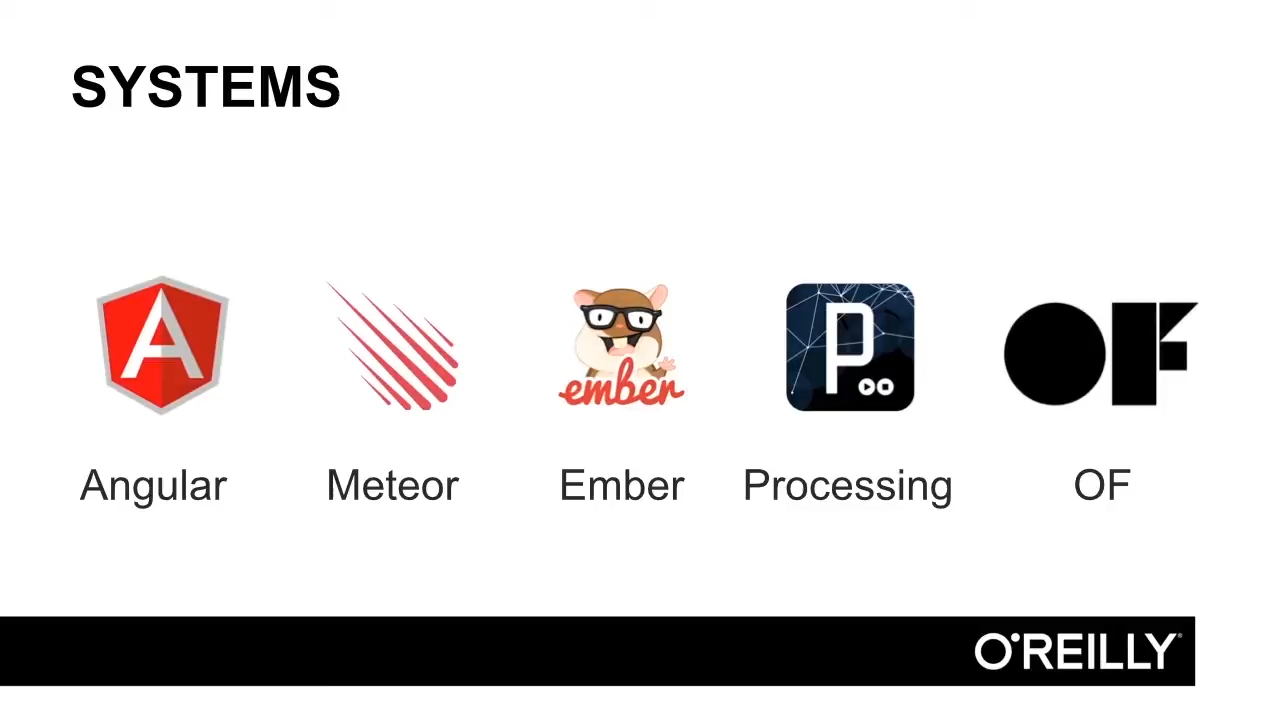 SYSTEMS
ember
Angular
Meteor
Ember
Processing
OF
O'REILLY®